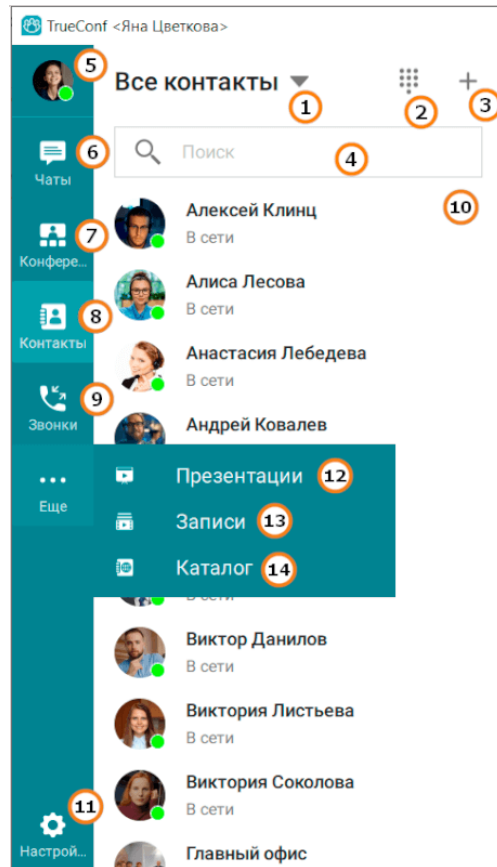 TrueConf <Яна Цветкова>
5
Все контакты
1
2
3
6
Чаты
Поиск
4
10
7
Конфере...
Алексей Клинц
В сети
8
Контакты
Алиса Лесова
В сети
9
Звонки
Анастасия Лебедева
В сети
Андрей Ковалев
Еще
Презентации 12
Записи 13
Каталог 14
В сети
Виктор Данилов
В сети
Виктория Листьева
В сети
Виктория Соколова
В сети
11
Настрой...
Главный офис